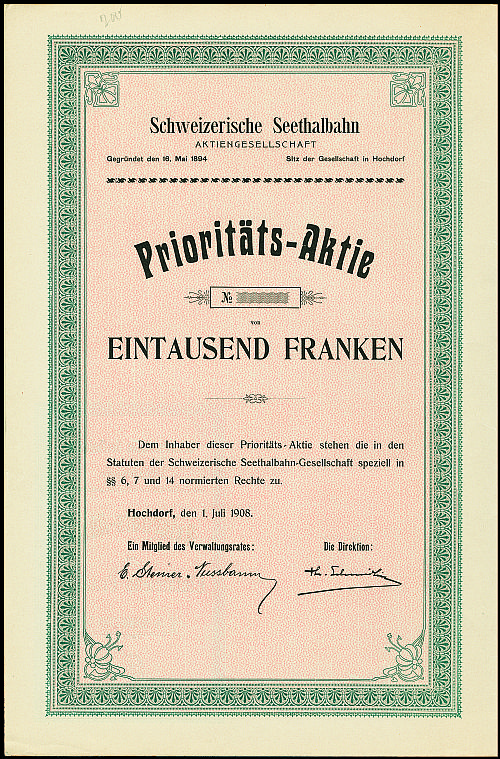 Schweizerische Seethalbahn
AKTIENGESELLSCHAFT
Gegründet den 16. Mai 1894 Sitz der Gesellschaft in Hochdorf
Prioritäts-Aktie
№
von
EINTAUSEND FRANKEN
Dem Inhaber dieser Prioritäts-Aktie stehen die in den
Statuten der Schweizerische Seethalbahn-Gesellschaft speziell in
§§ 6, 7 und 14 normierten Rechte zu.
Hochdorf, den 1. Juli 1908.
Ein Mitglied des Verwaltungsrates: Die Direktion: